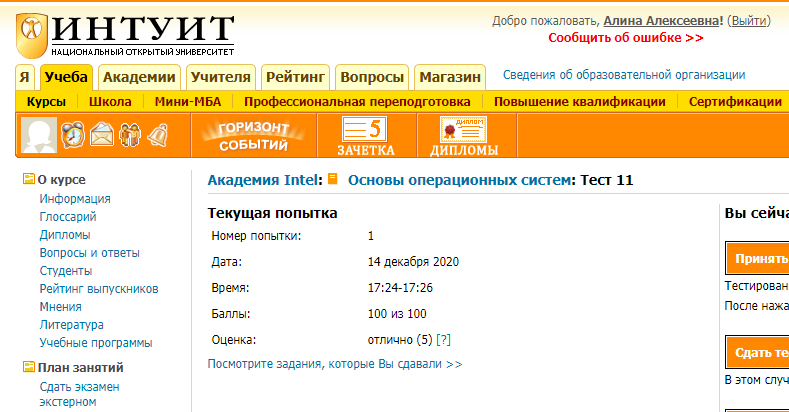 ИНТУИТ
НАЦИОНАЛЬНЫЙ ОТКРЫТЫЙ УНИВЕРСИТЕТ
Добро пожаловать, Алина Алексеевна! (Выйти)
Сообщить об ошибке >>
Я Учеба Академии Учителя Рейтинг Вопросы Магазин Сведения об образовательной организации
Курсы Школа Мини-МБА Профессиональная переподготовка Повышение квалификации Сертификации
ГОРИЗОНТ
СОБЫТИЙ
5
ЗАЧЕТКА
ДИПЛОМ
ДИПЛОМЫ
О курсе
Информация
Глоссарий
Дипломы
Вопросы и ответы
Студенты
Рейтинг выпускников
Мнения
Литература
Учебные программы
План занятий
Сдать экзамен
экстерном
Академия Intel: Основы операционных систем: Тест 11
Текущая попытка
Номер попытки: 1
Дата: 14 декабря 2020
Время: 17:24-17:26
Баллы: 100 из 100
Оценка: отлично (5) [?]
Посмотрите задания, которые Вы сдавали >>
Вы сейча
Принять
Тестирован
После нажа
Сдать те
В этом случ